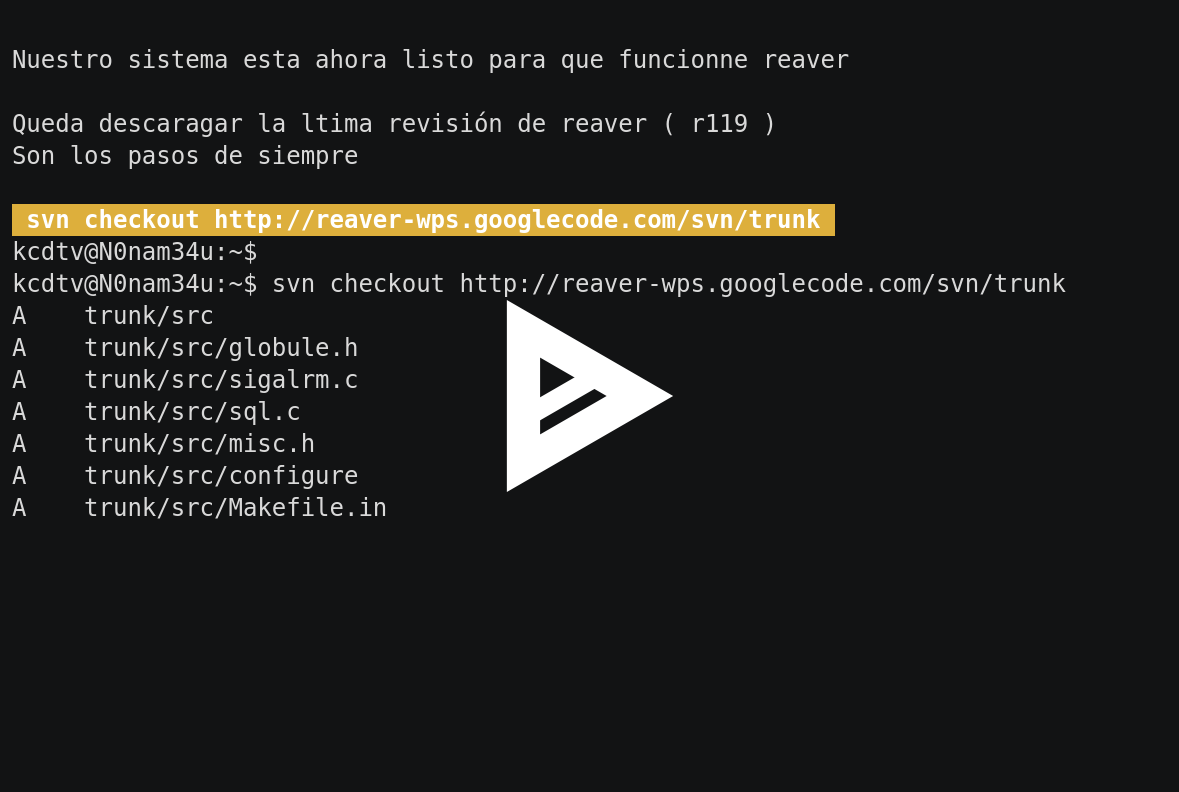 Nuestro sistema esta ahora listo para que funcionne reaver
Queda descaragar la ltima revisión de reaver ( r119 )
Son los pasos de siempre
svn checkout http://reaver-wps.googlecode.com/svn/trunk
kcdtv@N0nam34u:~$
kcdtv@N0nam34u:~$ svn checkout http://reaver-wps.googlecode.com/svn/trunk
A    trunk/src
A    trunk/src/globule.h
A    trunk/src/sigalrm.c
A    trunk/src/sql.c
A    trunk/src/misc.h
A    trunk/src/configure
A    trunk/src/Makefile.in